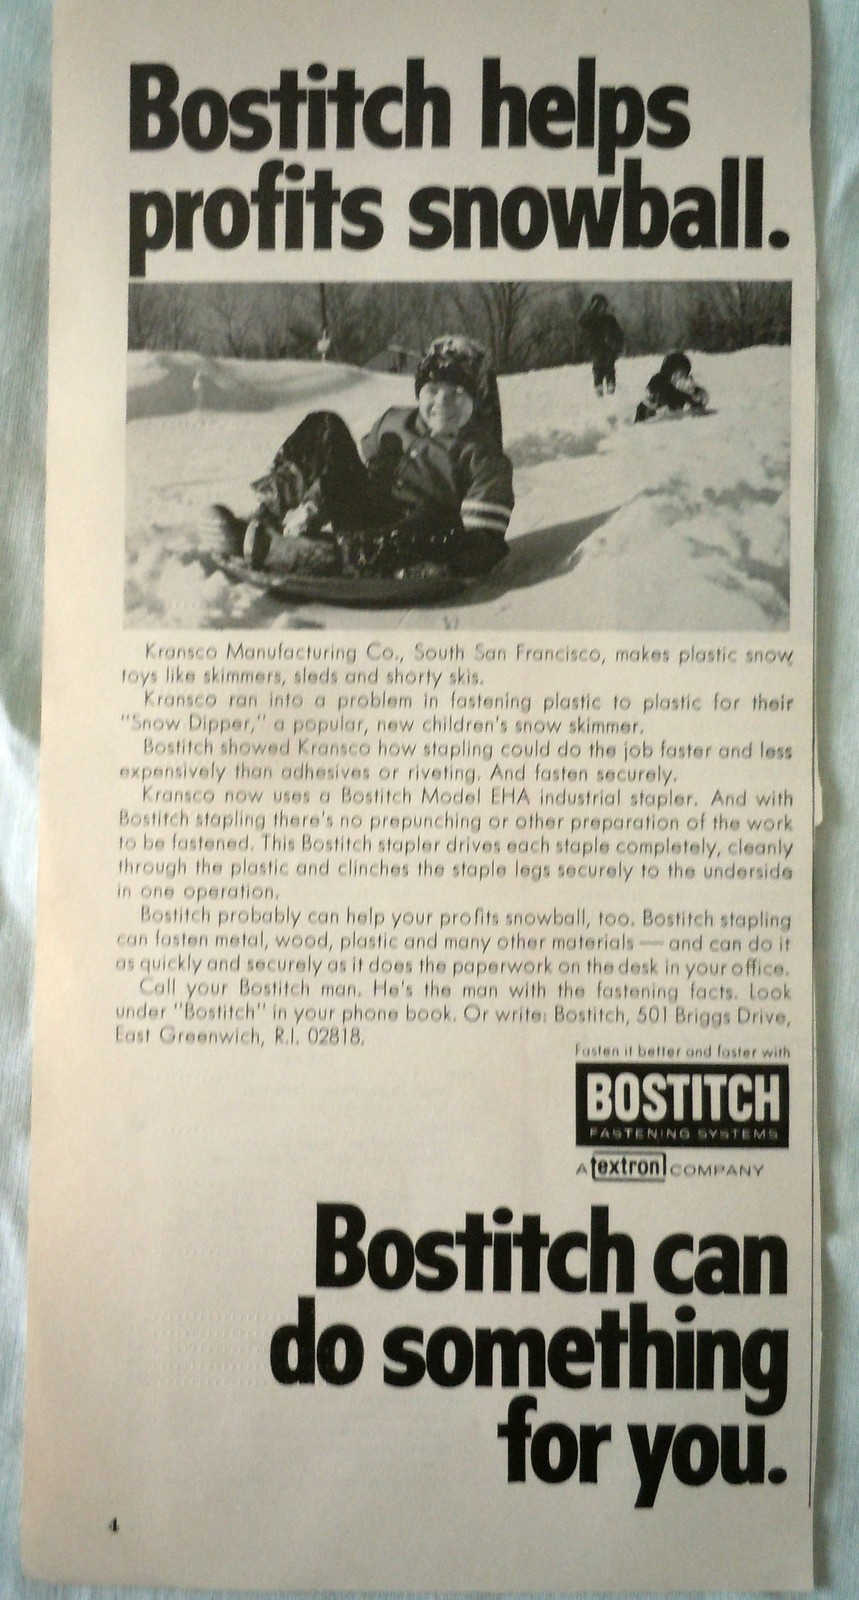 Bostitch helps
profits snowball.
Kransco Manufacturing Co., South San Francisco, makes plastic snow
toys like skimmers, sleds and shorty skis.
Kransco ran into a problem in fastening plastic to plastic for their
"Snow Dipper," a popular, new children's snow skimmer.
Bostitch showed Kransco how stapling could do the job faster and less
expensively than adhesives or riveting. And fasten securely.
Kransco now uses a Bostitch Model EHA industrial stapler. And with
Bostitch stapling there's no prepunching or other preparation of the work
to be fastened. This Bostitch stapler drives each staple completely, cleanly
through the plastic and clinches the staple legs securely to the underside
in one operation.
Bostitch probably can help your profits snowball, too. Bostitch stapling
can fasten metal, wood, plastic and many other materials — and can do it
as quickly and securely as it does the paperwork on the desk in your office.
Call your Bostitch man. He's the man with the fastening facts. Look
under "Bostitch" in your phone book. Or write: Bostitch, 501 Briggs Drive,
East Greenwich, R.I. 02818.
Fasten it better and faster with
BOSTITCH
FASTENING SYSTEMS
A textron COMPANY
Bostitch can
do something
for you.
4